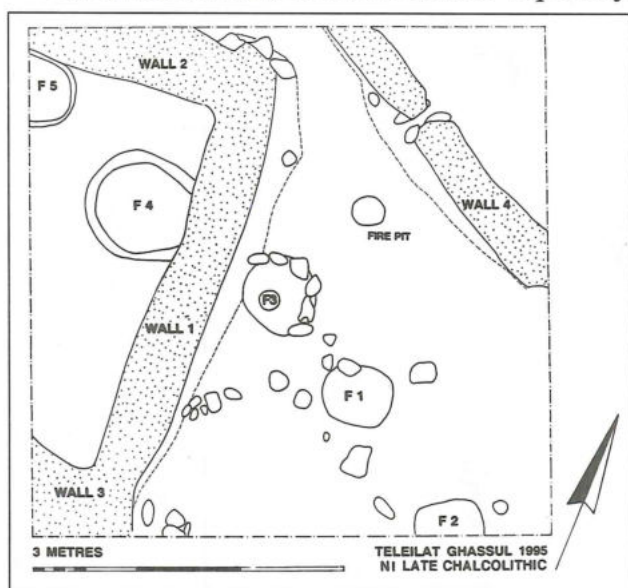 WALL 2
F 5
F 4
WALL 4
FIRE PIT
F3
WALL 1
F 1
WALL 3
F 2
3 METRES
TELEILAT GHASSUL 1995
NI LATE CHALCOLITHIC